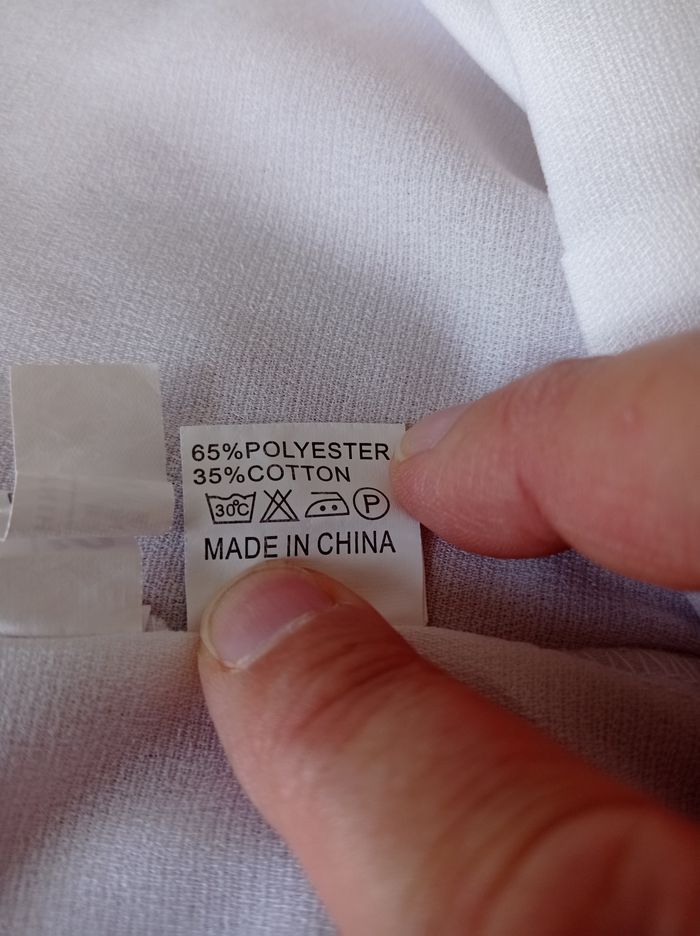 65%POLYESTER
35%COTTON
30°C P
MADE IN CHINA